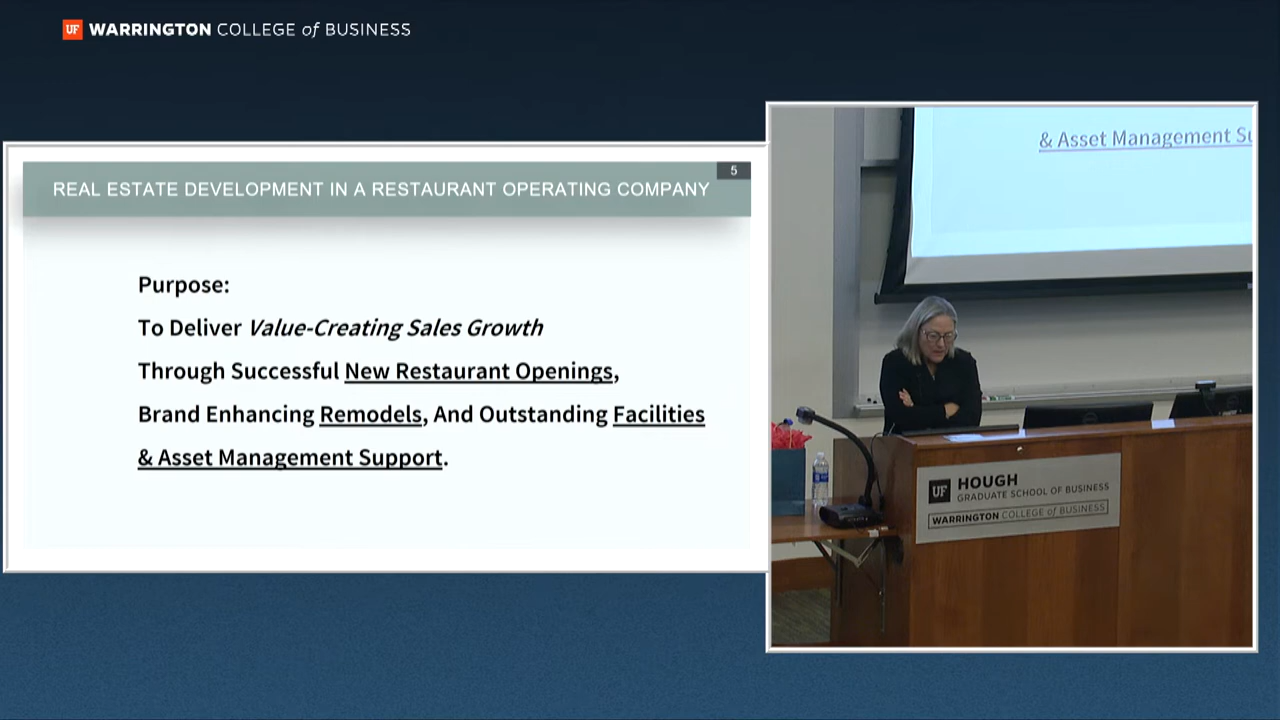 UF WARRINGTON COLLEGE of BUSINESS
5
REAL ESTATE DEVELOPMENT IN A RESTAURANT OPERATING COMPANY
Purpose:
To Deliver Value-Creating Sales Growth
Through Successful New Restaurant Openings,
Brand Enhancing Remodels, And Outstanding Facilities
& Asset Management Support.
& Asset Management Su
UF HOUGH
GRADUATE SCHOOL OF BUSINESS
WARRINGTON COLLEGE of BUSINESS